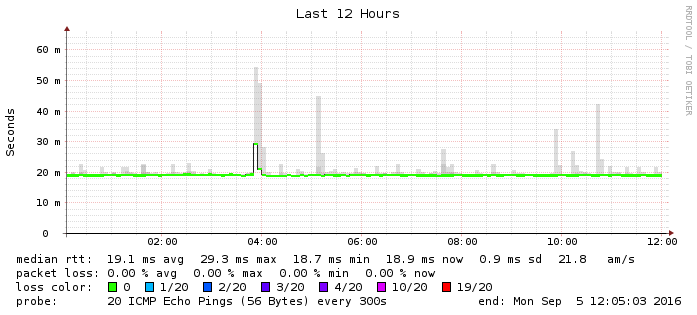 Last 12 Hours
RRDTOOL / TOBI OETIKER
Seconds
60 m
50 m
40 m
30 m
20 m
10 m
0
02:00 04:00 06:00 08:00 10:00 12:00
median rtt: 19.1 ms avg 29.3 ms max 18.7 ms min 18.9 ms now 0.9 ms sd 21.8 am/s
packet loss: 0.00 % avg 0.00 % max 0.00 % min 0.00 % now
loss color: 0 1/20 2/20 3/20 4/20 10/20 19/20
probe: 20 ICMP Echo Pings (56 Bytes) every 300s end: Mon Sep 5 12:05:03 2016